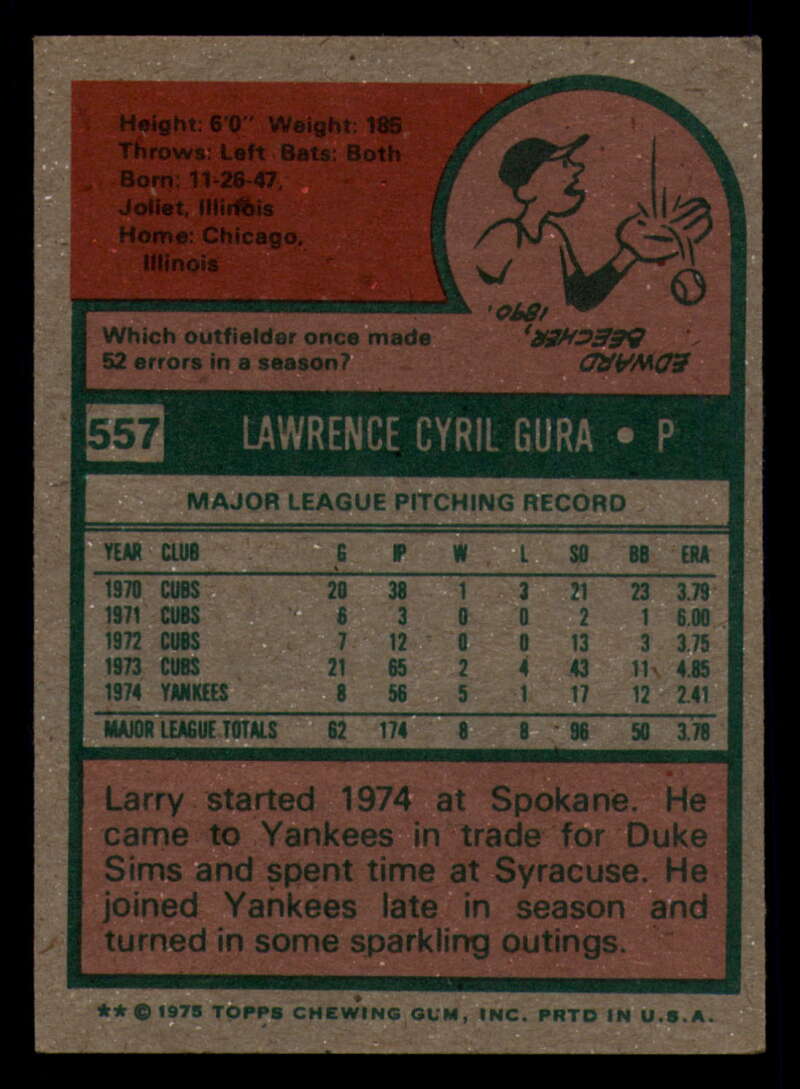 Height: 6'0" Weight: 185
Throws: Left Bats: Both
Born: 11-26-47,
Joliet, Illinois
Home: Chicago,
Illinois
Which outfielder once made
52 errors in a season?
EDWARD
BEECHER,
1890.
557 LAWRENCE CYRIL GURA • P
MAJOR LEAGUE PITCHING RECORD
YEAR CLUB G IP W L SO BB ERA
1970 CUBS 20 38 1 3 21 23 3.79
1971 CUBS 6 3 0 0 2 1 6.00
1972 CUBS 7 12 0 0 13 3 3.75
1973 CUBS 21 65 2 4 43 11 4.85
1974 YANKEES 8 56 5 1 17 12 2.41
MAJOR LEAGUE TOTALS 62 174 8 8 96 50 3.78
Larry started 1974 at Spokane. He
came to Yankees in trade for Duke
Sims and spent time at Syracuse. He
joined Yankees late in season and
turned in some sparkling outings.
** © 1975 TOPPS CHEWING GUM, INC. PRTD IN U.S.A.